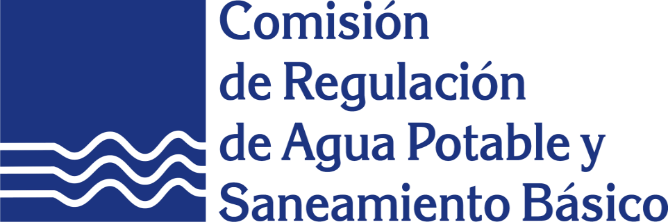 Comisión
de Regulación
de Agua Potable y
Saneamiento Básico